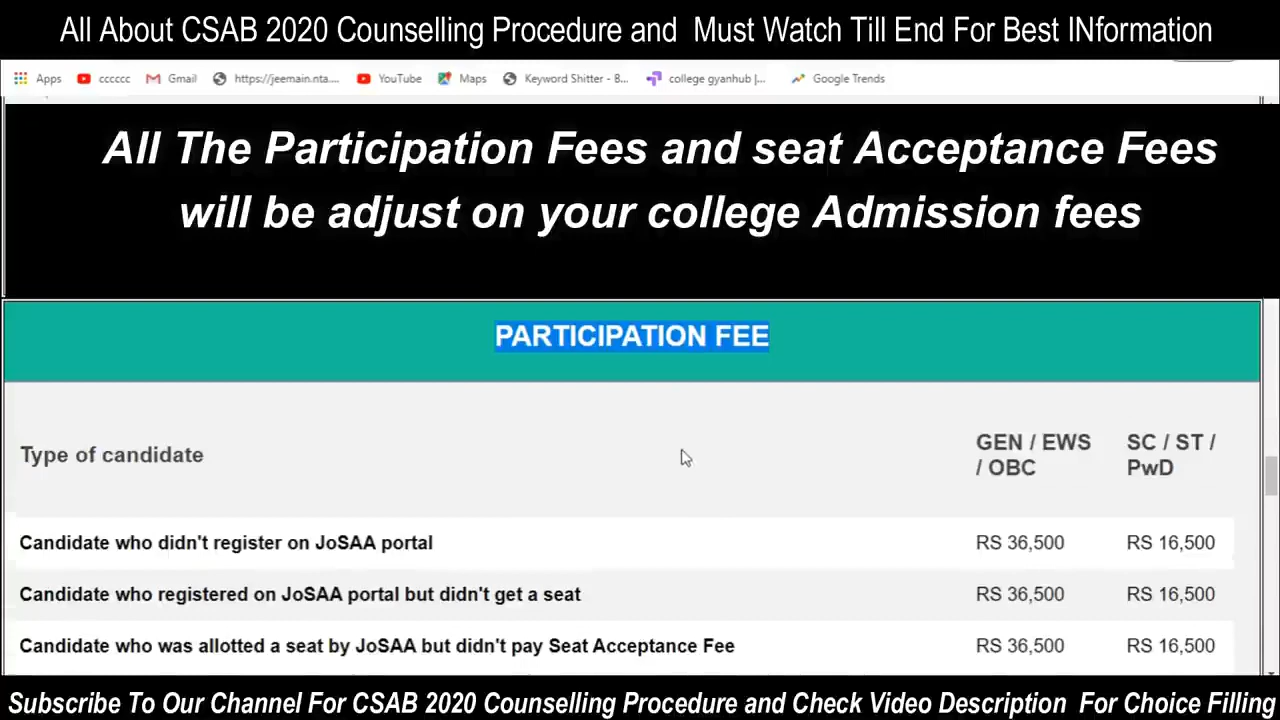 All About CSAB 2020 Counselling Procedure and  Must Watch Till End For Best INformation
Apps cccccc Gmail https://jeemain.nta.... YouTube Maps Keyword Shitter - B... college gyanhub |... Google Trends
All The Participation Fees and seat Acceptance Fees
will be adjust on your college Admission fees
PARTICIPATION FEE
Type of candidate GEN / EWS / OBC SC / ST / PwD
Candidate who didn't register on JoSAA portal RS 36,500 RS 16,500
Candidate who registered on JoSAA portal but didn't get a seat RS 36,500 RS 16,500
Candidate who was allotted a seat by JoSAA but didn't pay Seat Acceptance Fee RS 36,500 RS 16,500
Subscribe To Our Channel For CSAB 2020 Counselling Procedure and Check Video Description  For Choice Filling